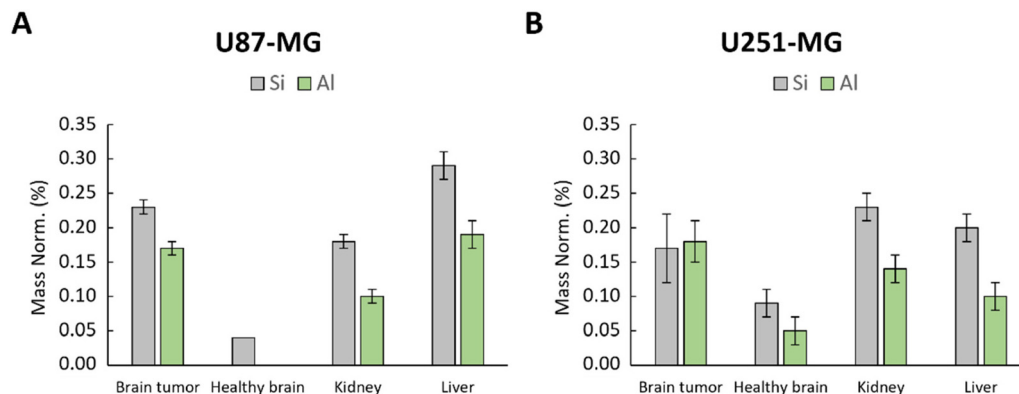 A
U87-MG
Si Al
Mass Norm. (%)
0.35
0.30
0.25
0.20
0.15
0.10
0.05
0.00
Brain tumor Healthy brain Kidney Liver
B
U251-MG
Si Al
Mass Norm. (%)
0.35
0.30
0.25
0.20
0.15
0.10
0.05
0.00
Brain tumor Healthy brain Kidney Liver